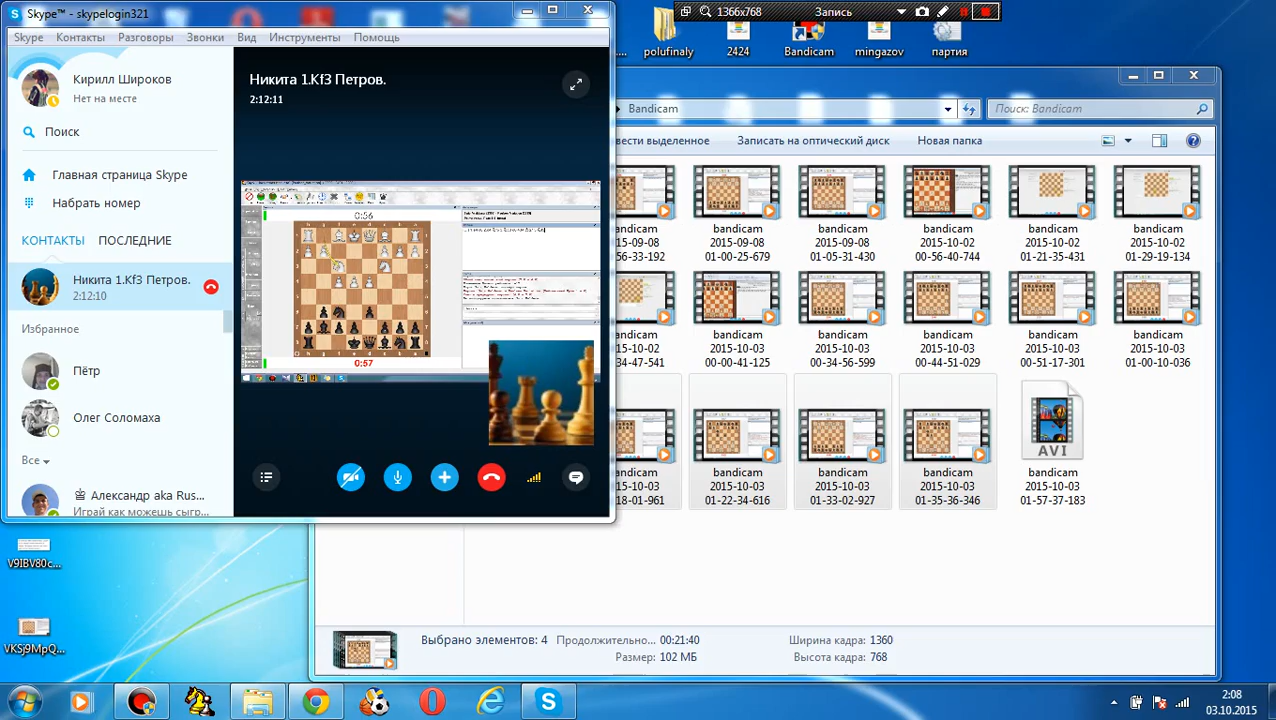 Skype™ - skypelogin321
Skype Контакты Разговоры Звонки Вид Инструменты Помощь
Кирилл Широков
Нет на месте
Поиск
Главная страница Skype
Набрать номер
КОНТАКТЫ ПОСЛЕДНИЕ
Никита 1.Kf3 Петров.
2:12:10
Избранное
Пётр
Олег Соломаха
Все
Александр aka Rus...
Играй как можешь сыгр...
Никита 1.Kf3 Петров.
2:12:11
0:56
0:57
1366x768 Запись
polufinaly
2424
Bandicam
mingazov
партия
Bandicam
Поиск: Bandicam
вести выделенное Записать на оптический диск Новая папка
2015-09-08
56-33-192
bandicam
2015-09-08
01-00-25-679
bandicam
2015-09-08
01-05-31-430
bandicam
2015-10-02
00-56-40-744
bandicam
2015-10-02
01-21-35-431
bandicam
2015-10-02
01-29-19-134
2015-10-02
34-47-541
bandicam
2015-10-03
00-00-41-125
bandicam
2015-10-03
00-34-56-599
bandicam
2015-10-03
00-44-51-029
bandicam
2015-10-03
00-51-17-301
bandicam
2015-10-03
01-00-10-036
2015-10-03
18-01-961
bandicam
2015-10-03
01-22-34-616
bandicam
2015-10-03
01-33-02-927
bandicam
2015-10-03
01-35-36-346
AVI
bandicam
2015-10-03
01-57-37-183
Выбрано элементов: 4 Продолжительно... 00:21:40 Ширина кадра: 1360
Размер: 102 МБ Высота кадра: 768
V9IBV80c...
VKSj9MpQ...
2:08
03.10.2015